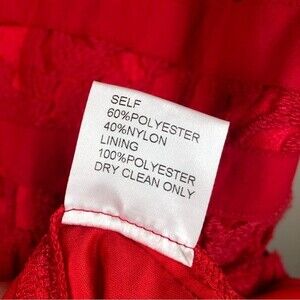 SELF
60%POLYESTER
40%NYLON
LINING
100%POLYESTER
DRY CLEAN ONLY